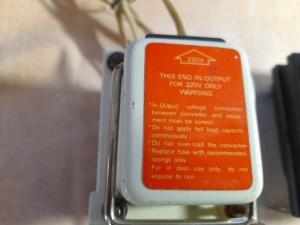 220V
THIS END IN/OUTPUT
FOR 220V ONLY
WARNING
*In/Output voltage connection
between converter and equip-
ment must be correct
*Do not apply full load capacity
continuously
*Do not over-load the converter
*Replace fuse with recommended
ratings only
For in door use only do not
expose to rain